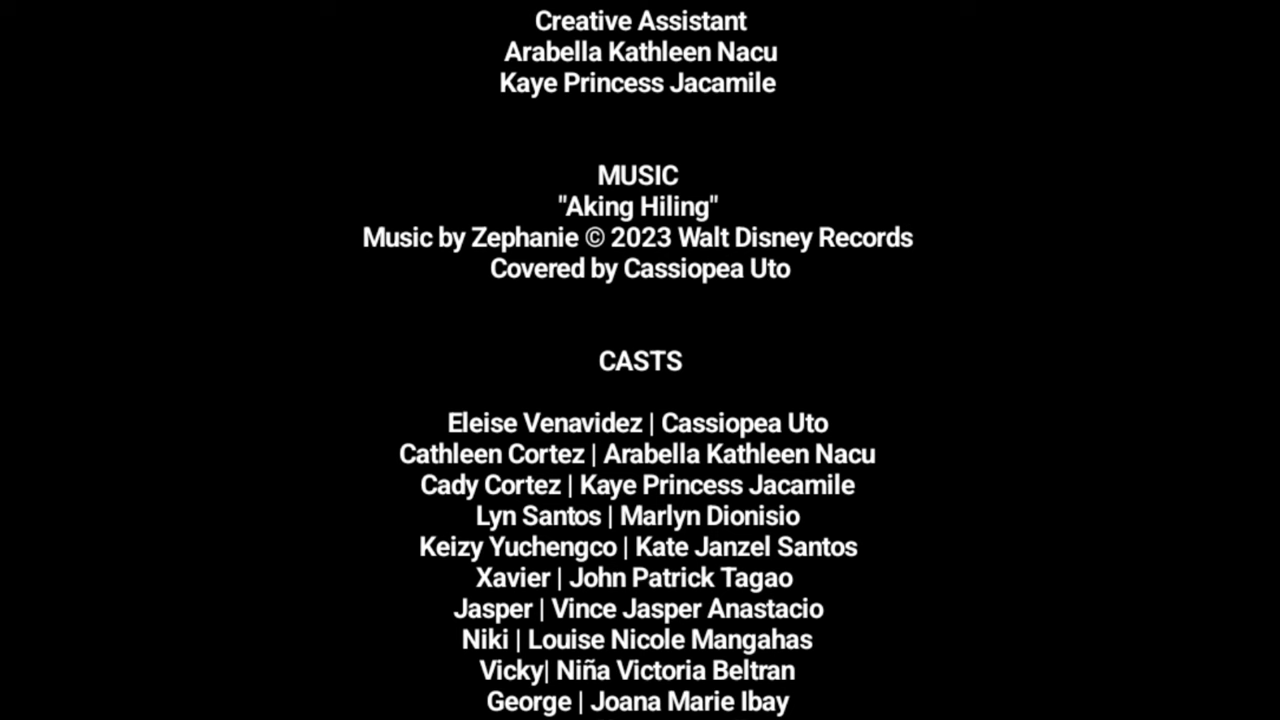 Creative Assistant
Arabella Kathleen Nacu
Kaye Princess Jacamile
MUSIC
"Aking Hiling"
Music by Zephanie © 2023 Walt Disney Records
Covered by Cassiopea Uto
CASTS
Eleise Venavidez | Cassiopea Uto
Cathleen Cortez | Arabella Kathleen Nacu
Cady Cortez | Kaye Princess Jacamile
Lyn Santos | Marlyn Dionisio
Keizy Yuchengco | Kate Janzel Santos
Xavier | John Patrick Tagao
Jasper | Vince Jasper Anastacio
Niki | Louise Nicole Mangahas
Vicky| Niña Victoria Beltran
George | Joana Marie Ibay